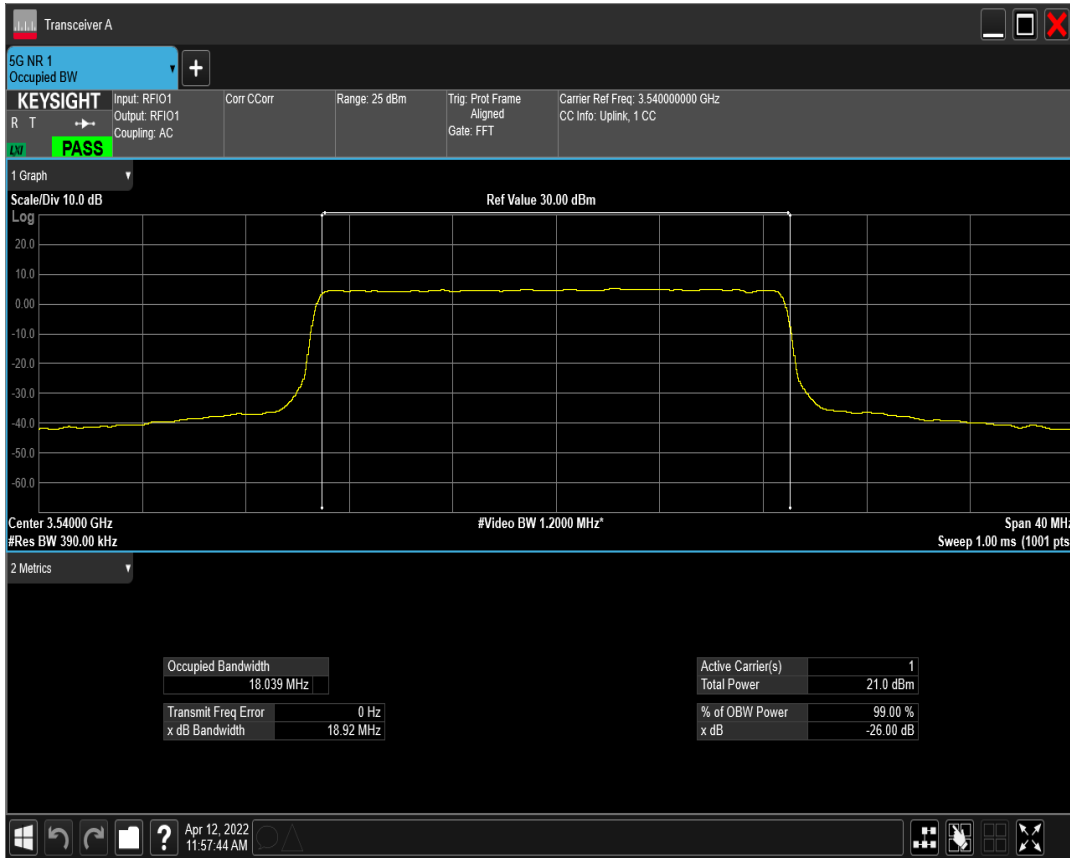 Transceiver A
5G NR 1
Occupied BW
KEYSIGHT
R T
LXI
PASS
Input: RFIO1
Output: RFIO1
Coupling: AC
Corr CCorr
Range: 25 dBm
Trig: Prot Frame
Aligned
Gate: FFT
Carrier Ref Freq: 3.540000000 GHz
CC Info: Uplink, 1 CC
1 Graph
Scale/Div 10.0 dB
Ref Value 30.00 dBm
Log
20.0
10.0
0.00
-10.0
-20.0
-30.0
-40.0
-50.0
-60.0
Center 3.54000 GHz
#Video BW 1.2000 MHz*
Span 40 MHz
#Res BW 390.00 kHz
Sweep 1.00 ms (1001 pts
2 Metrics
Occupied Bandwidth
18.039 MHz
Transmit Freq Error 0 Hz
x dB Bandwidth 18.92 MHz
Active Carrier(s) 1
Total Power 21.0 dBm
% of OBW Power 99.00 %
x dB -26.00 dB
?
Apr 12, 2022
11:57:44 AM